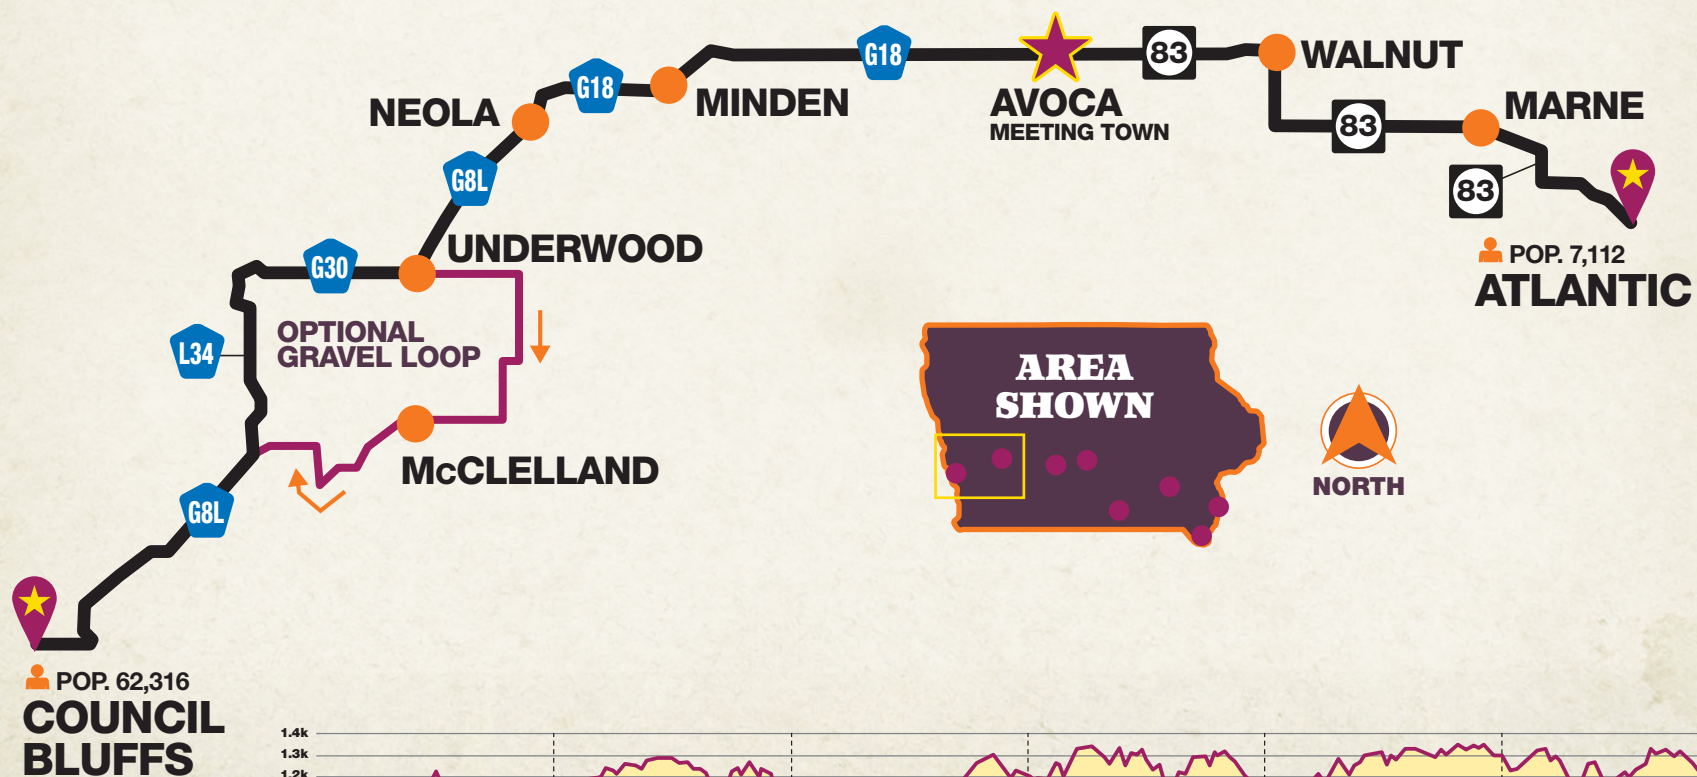 G18
83
WALNUT
G18
NEOLA
MINDEN
AVOCA
MEETING TOWN
83
MARNE
G8L
83
UNDERWOOD
G30
POP. 7,112
ATLANTIC
L34
OPTIONAL
GRAVEL LOOP
AREA
SHOWN
McCLELLAND
NORTH
G8L
POP. 62,316
COUNCIL
BLUFFS
1.4k
1.3k
1.2k